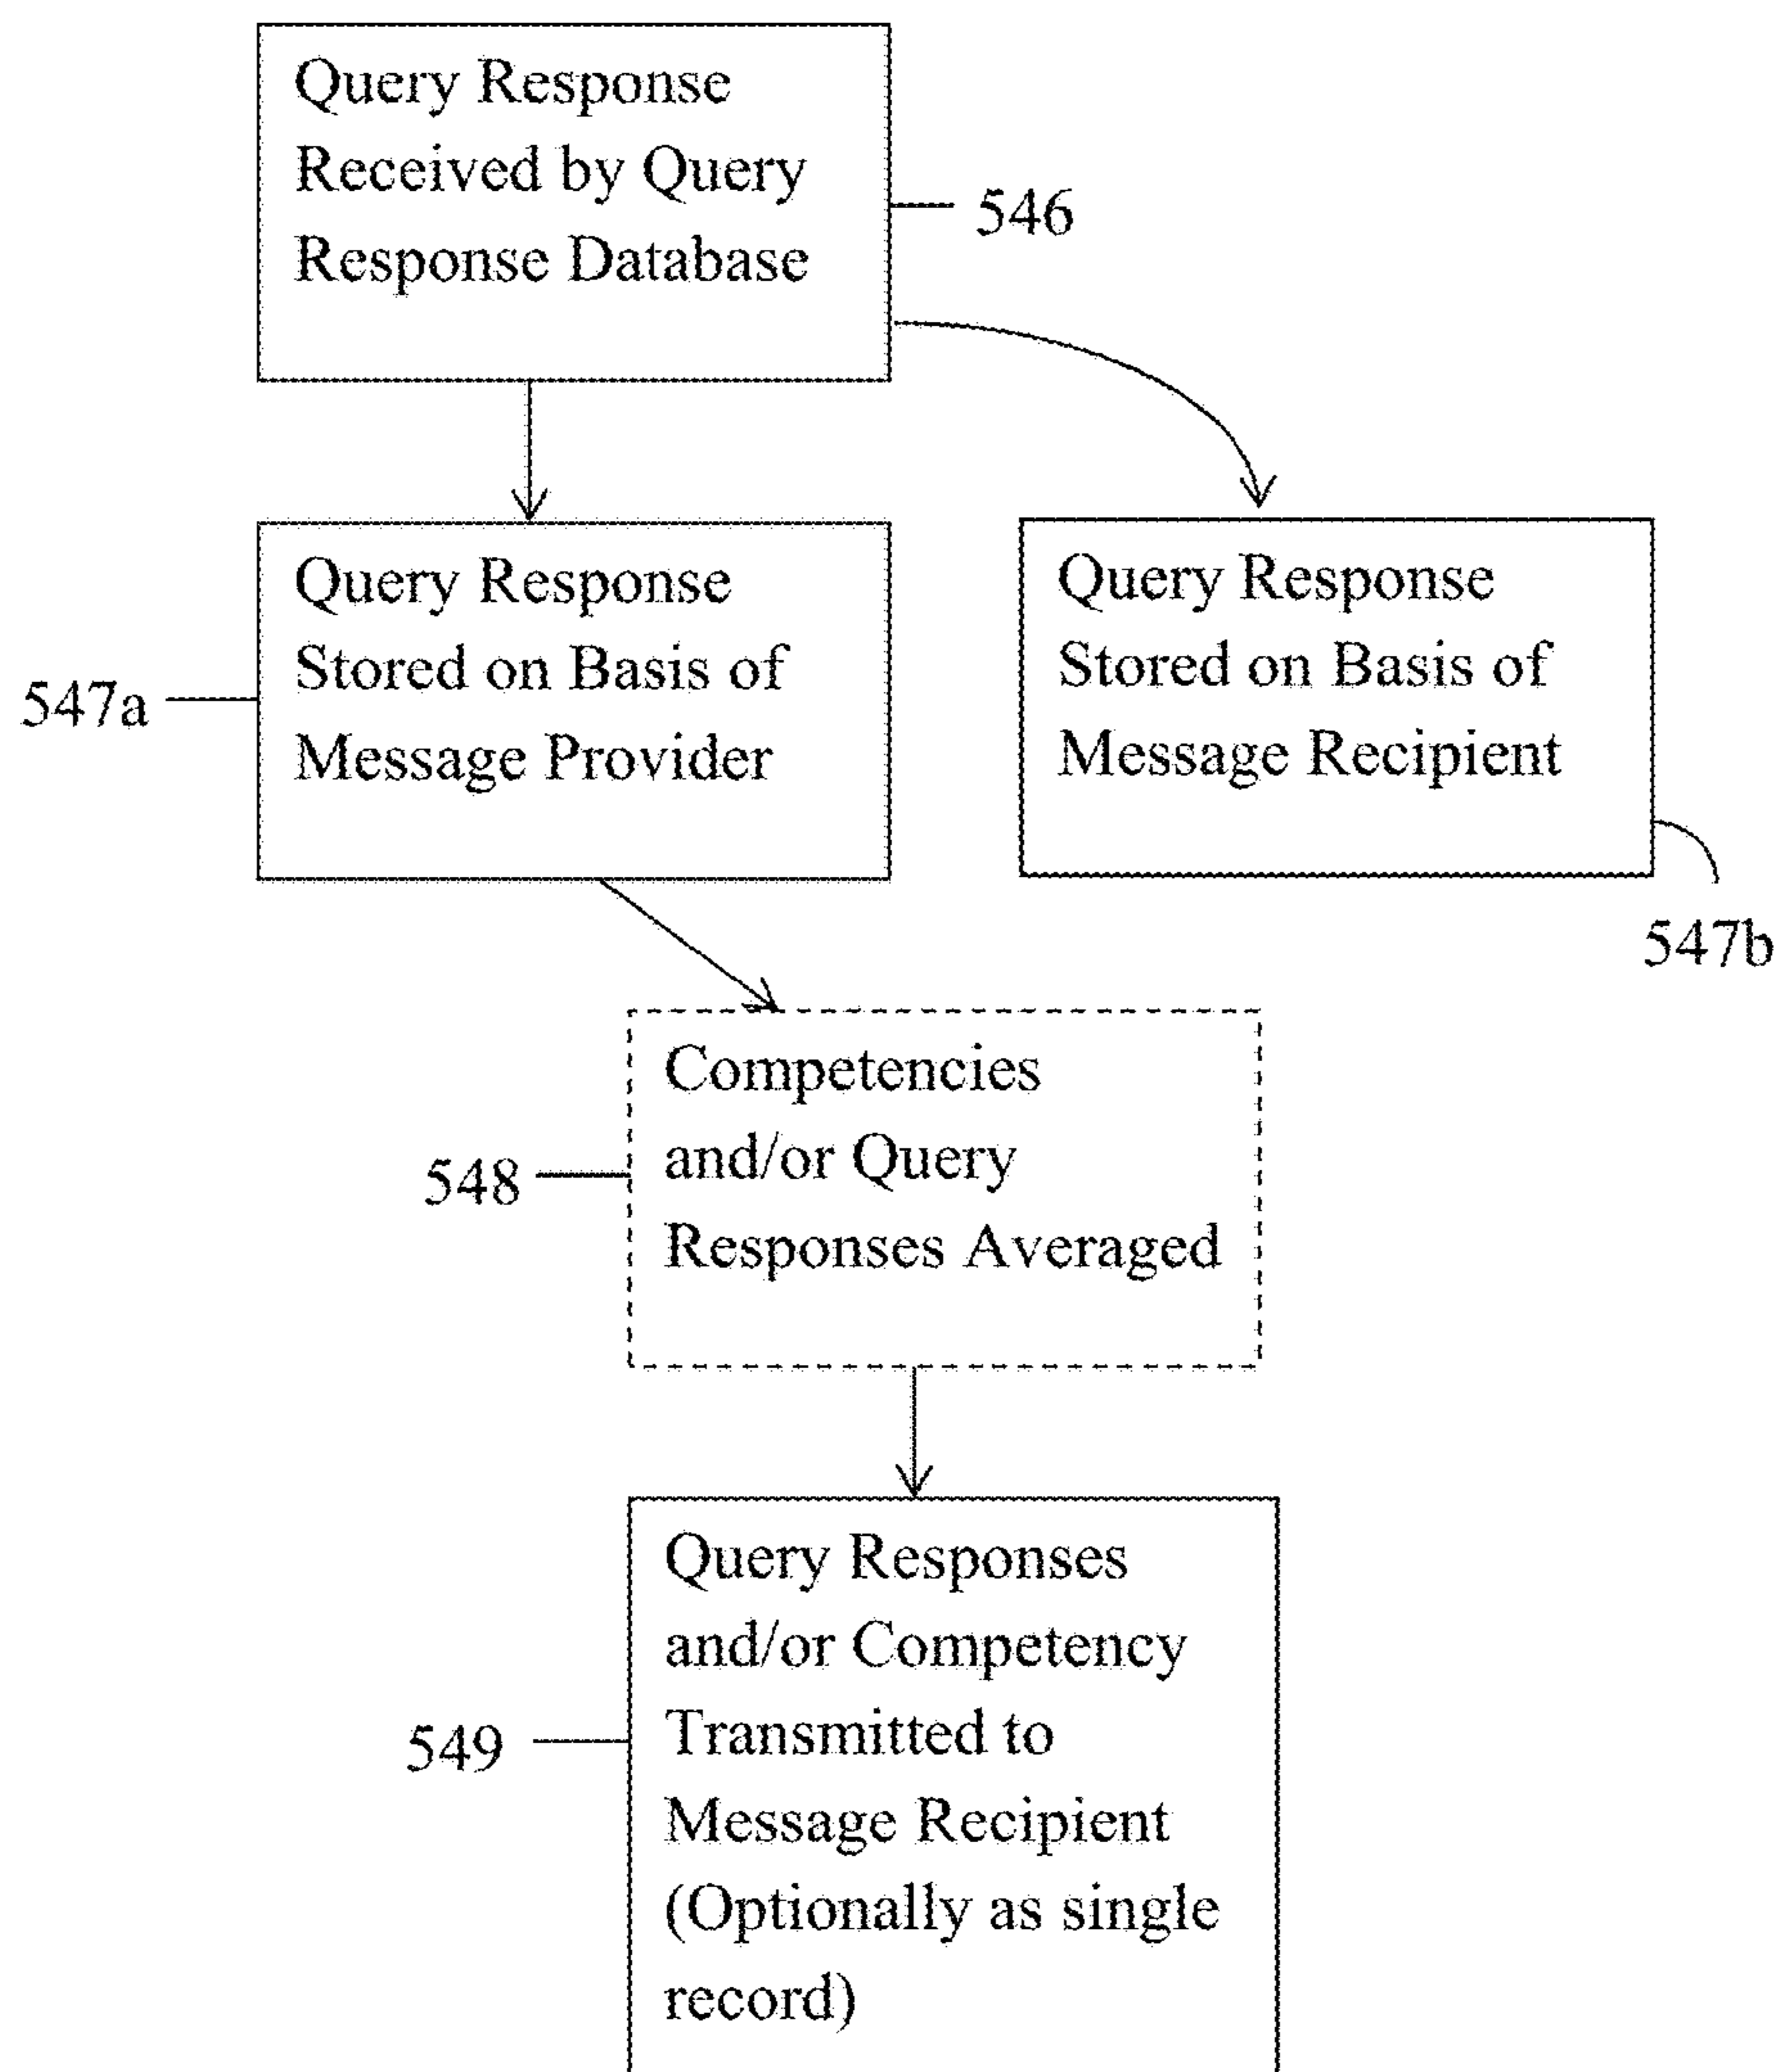 Query Response
Received by Query
Response Database
546
Query Response
Stored on Basis of
Message Provider
547a
Query Response
Stored on Basis of
Message Recipient
547b
Competencies
and/or Query
Responses Averaged
548
Query Responses
and/or Competency
Transmitted to
Message Recipient
(Optionally as single
record)
549